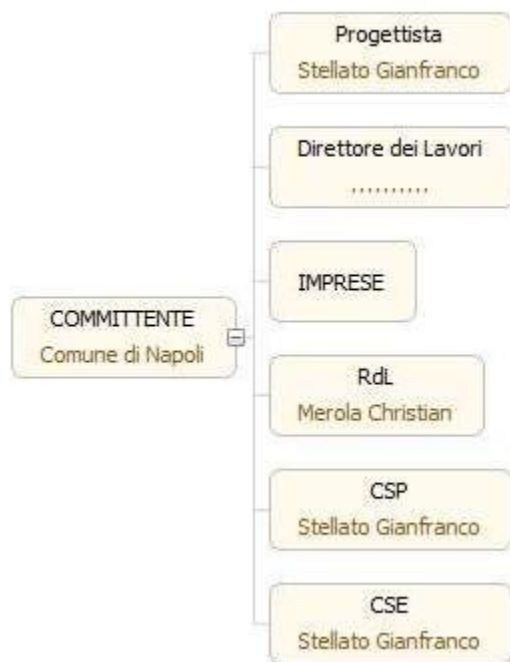 Progettista
Stellato Gianfranco
Direttore dei Lavori
,,,,,,,,,,
IMPRESE
COMMITTENTE
Comune di Napoli
RdL
Merola Christian
CSP
Stellato Gianfranco
CSE
Stellato Gianfranco